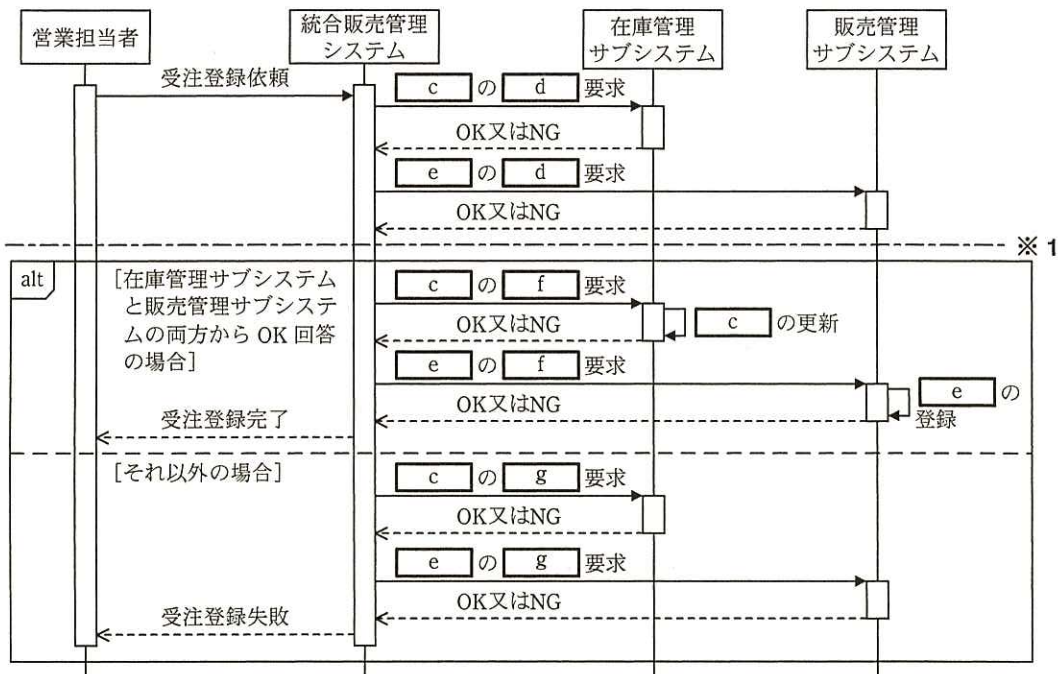 営業担当者
統合販売管理
システム
在庫管理
サブシステム
販売管理
サブシステム
受注登録依頼
c の d 要求
OK又はNG
e の d 要求
OK又はNG
※1
alt
[在庫管理サブシステム
と販売管理サブシステ
ムの両方から OK 回答
の場合]
c の f 要求
OK又はNG
c の更新
e の f 要求
OK又はNG
e の
登録
受注登録完了
[それ以外の場合]
c の g 要求
OK又はNG
e の g 要求
OK又はNG
受注登録失敗